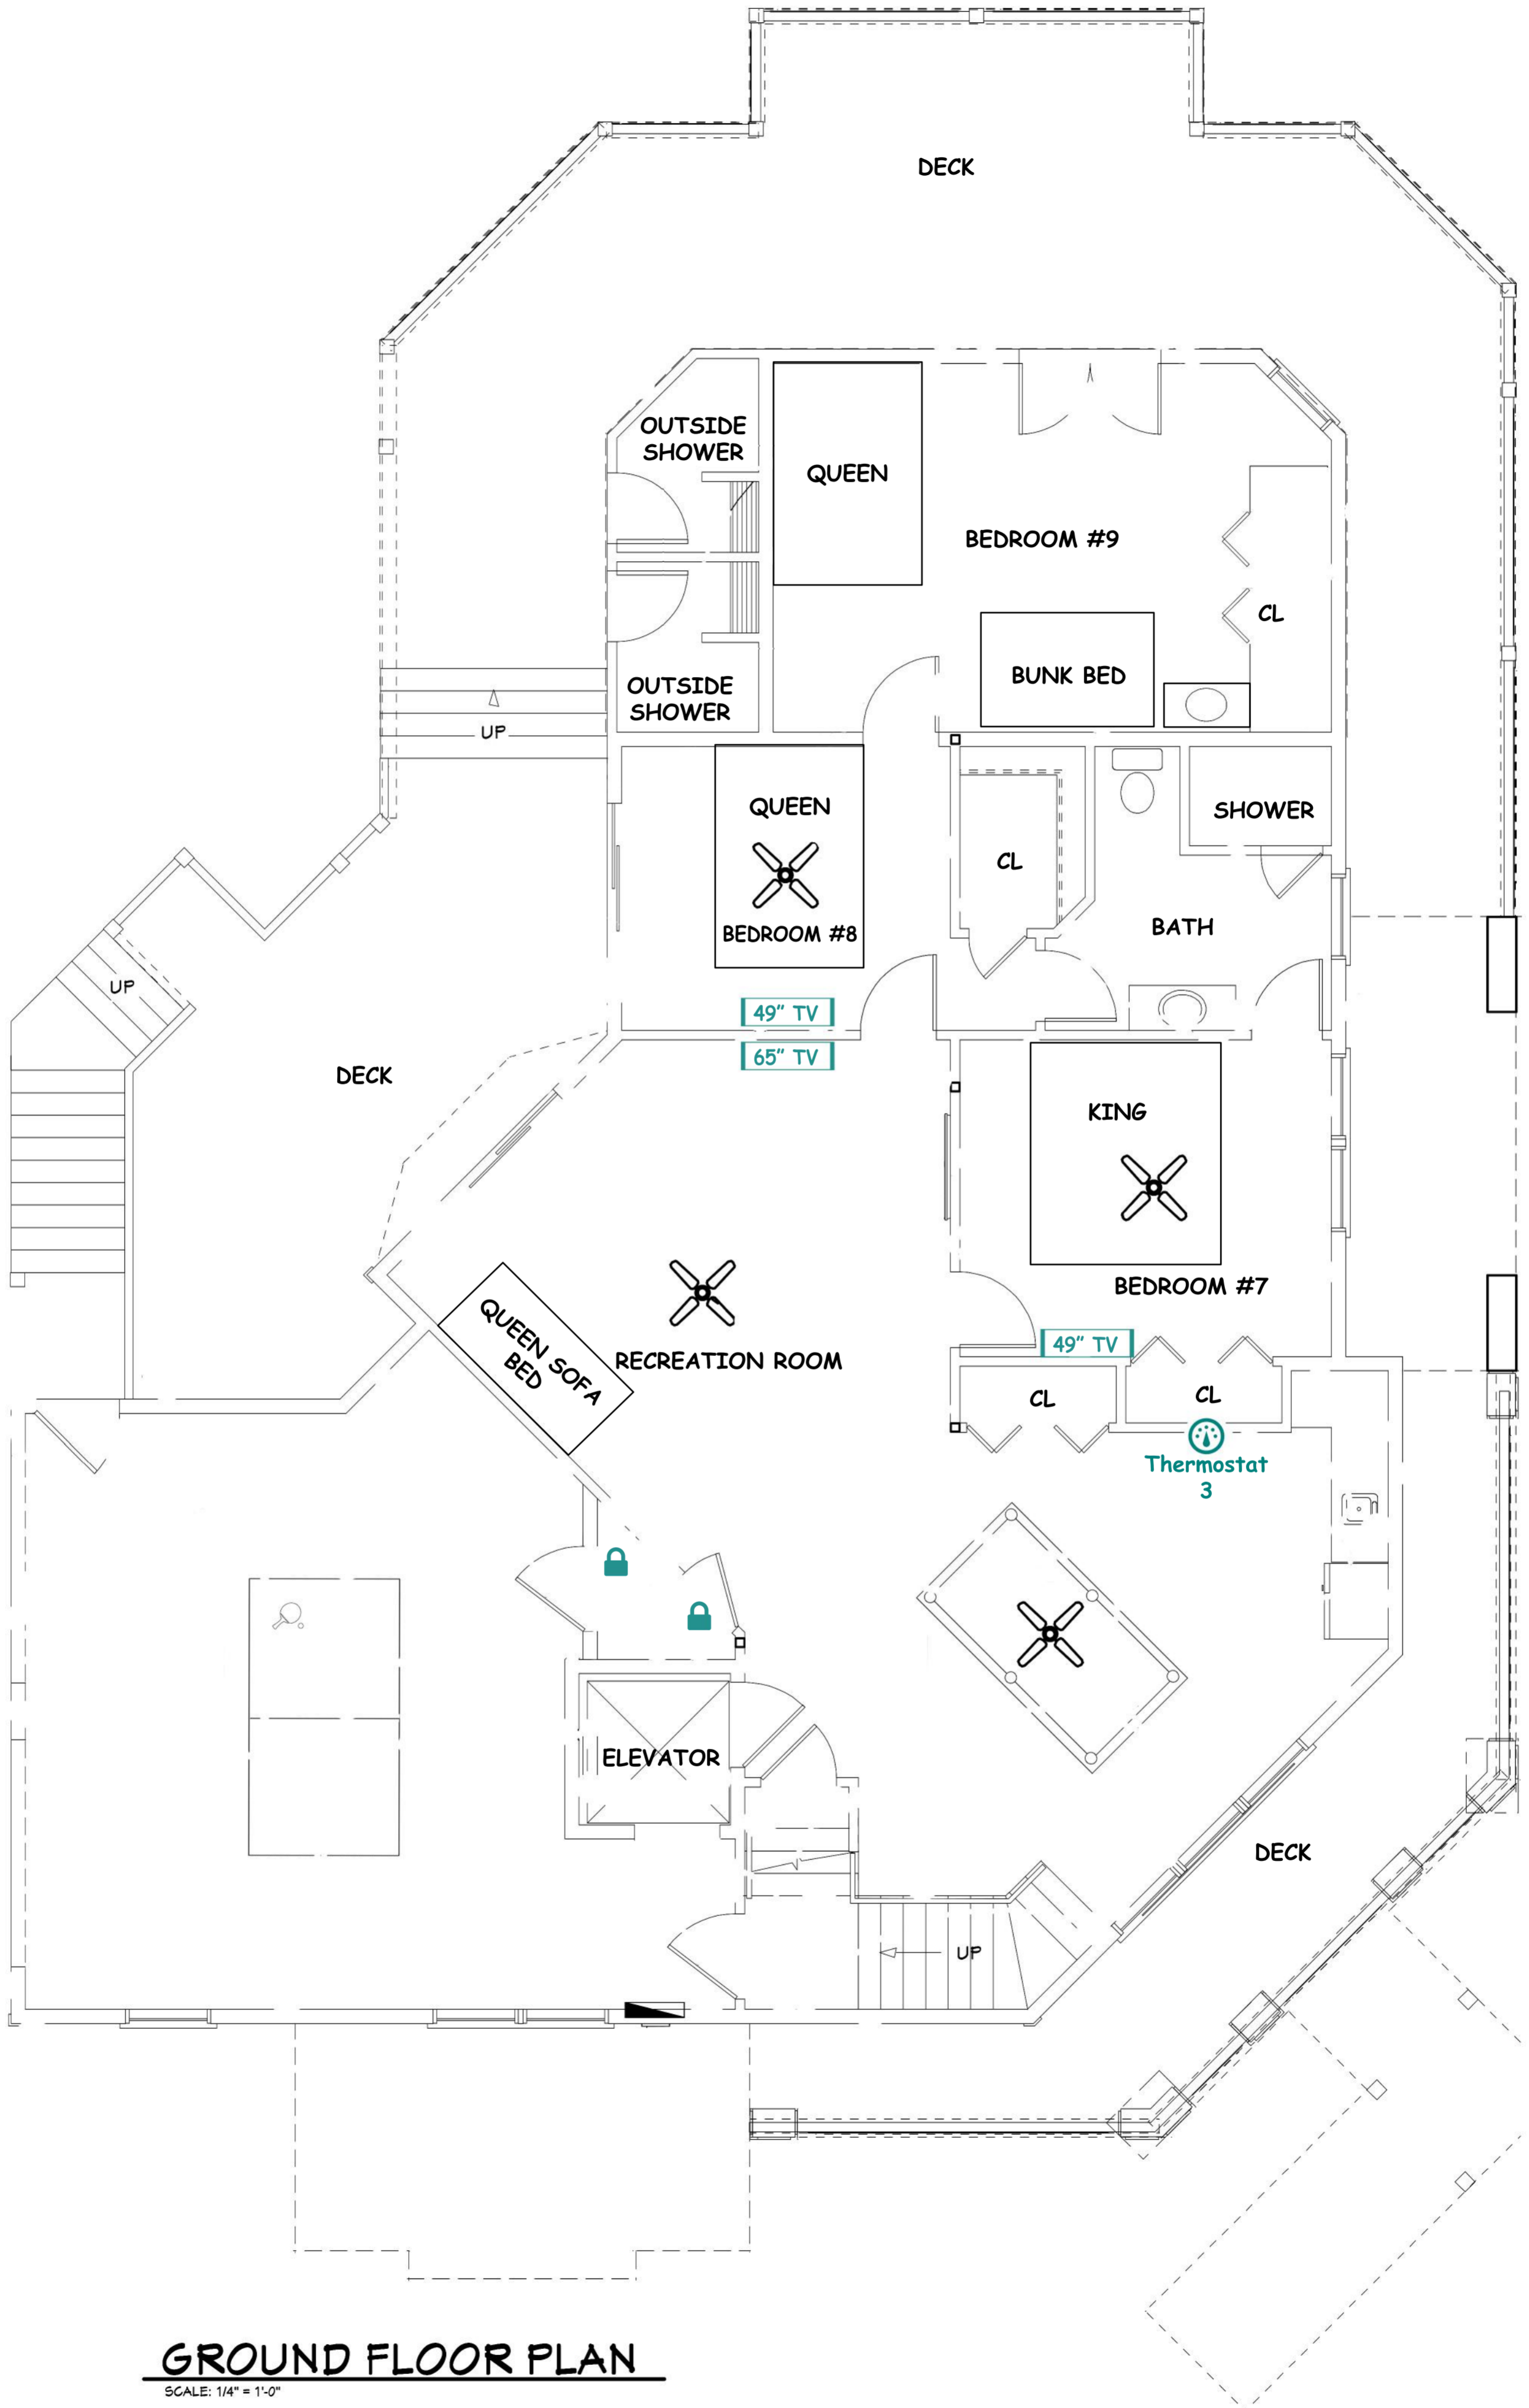 DECK
OUTSIDE
SHOWER
QUEEN
BEDROOM #9
CL
OUTSIDE
SHOWER
BUNK BED
UP
QUEEN
SHOWER
CL
BATH
BEDROOM #8
UP
49" TV
65" TV
DECK
KING
BEDROOM #7
QUEEN SOFA
BED
RECREATION ROOM
49" TV
CL
CL
Thermostat
3
ELEVATOR
DECK
UP
GROUND FLOOR PLAN
SCALE: 1/4" = 1'-0"